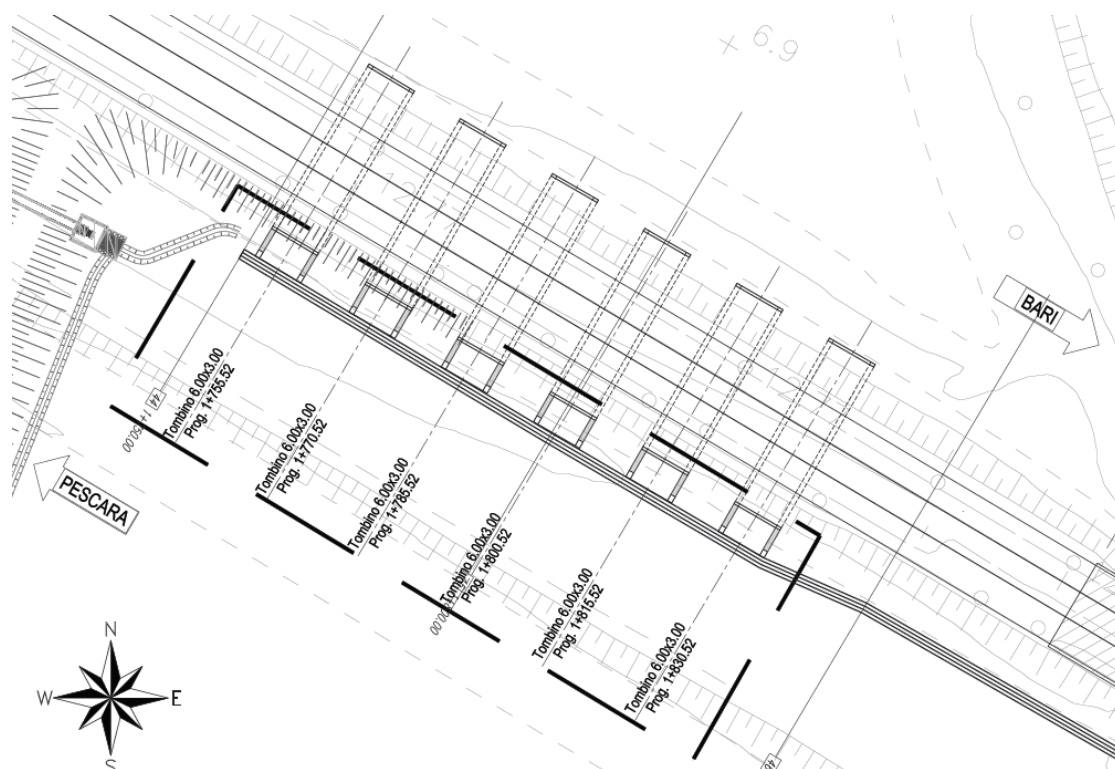 6.9
BARI
PESCARA
Tombino 6.00x3.00
Prog. 1+755.52
Tombino 6.00x3.00
Prog. 1+770.52
Tombino 6.00x3.00
Prog. 1+785.52
Tombino 6.00x3.00
Prog. 1+800.52
Tombino 6.00x3.00
Prog. 1+815.52
Tombino 6.00x3.00
Prog. 1+830.52
44
N
W
E
S